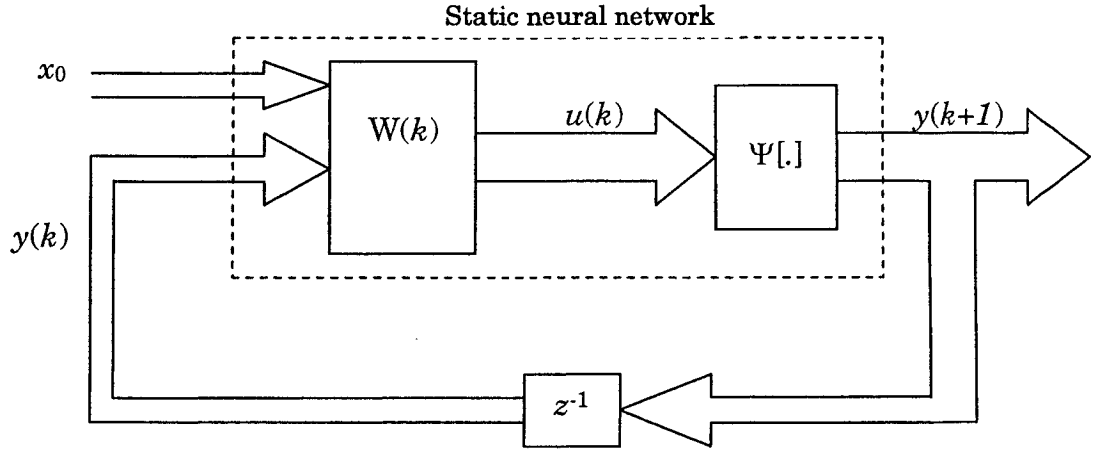 Static neural network
x₀
W(k)
u(k)
Ψ[.]
y(k+1)
y(k)
z⁻¹